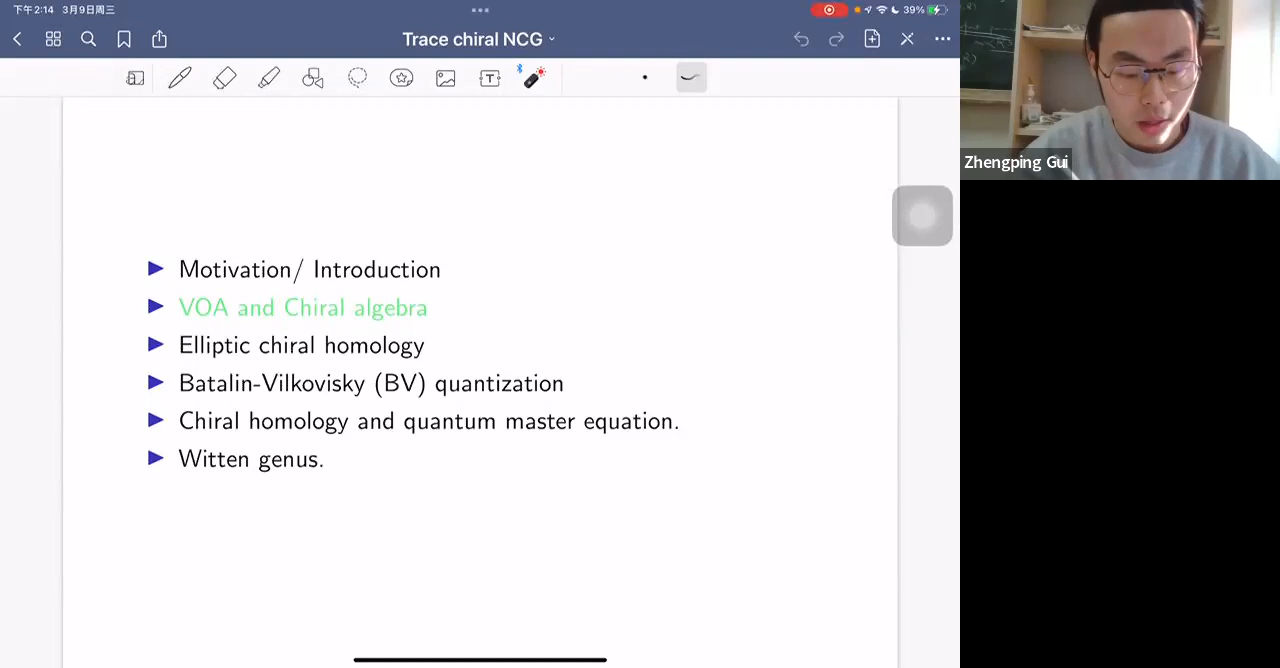 下午2:14 3月9日周三
39%
Trace chiral NCG
T
Motivation/ Introduction
VOA and Chiral algebra
Elliptic chiral homology
Batalin-Vilkovisky (BV) quantization
Chiral homology and quantum master equation.
Witten genus.
Zhengping Gui